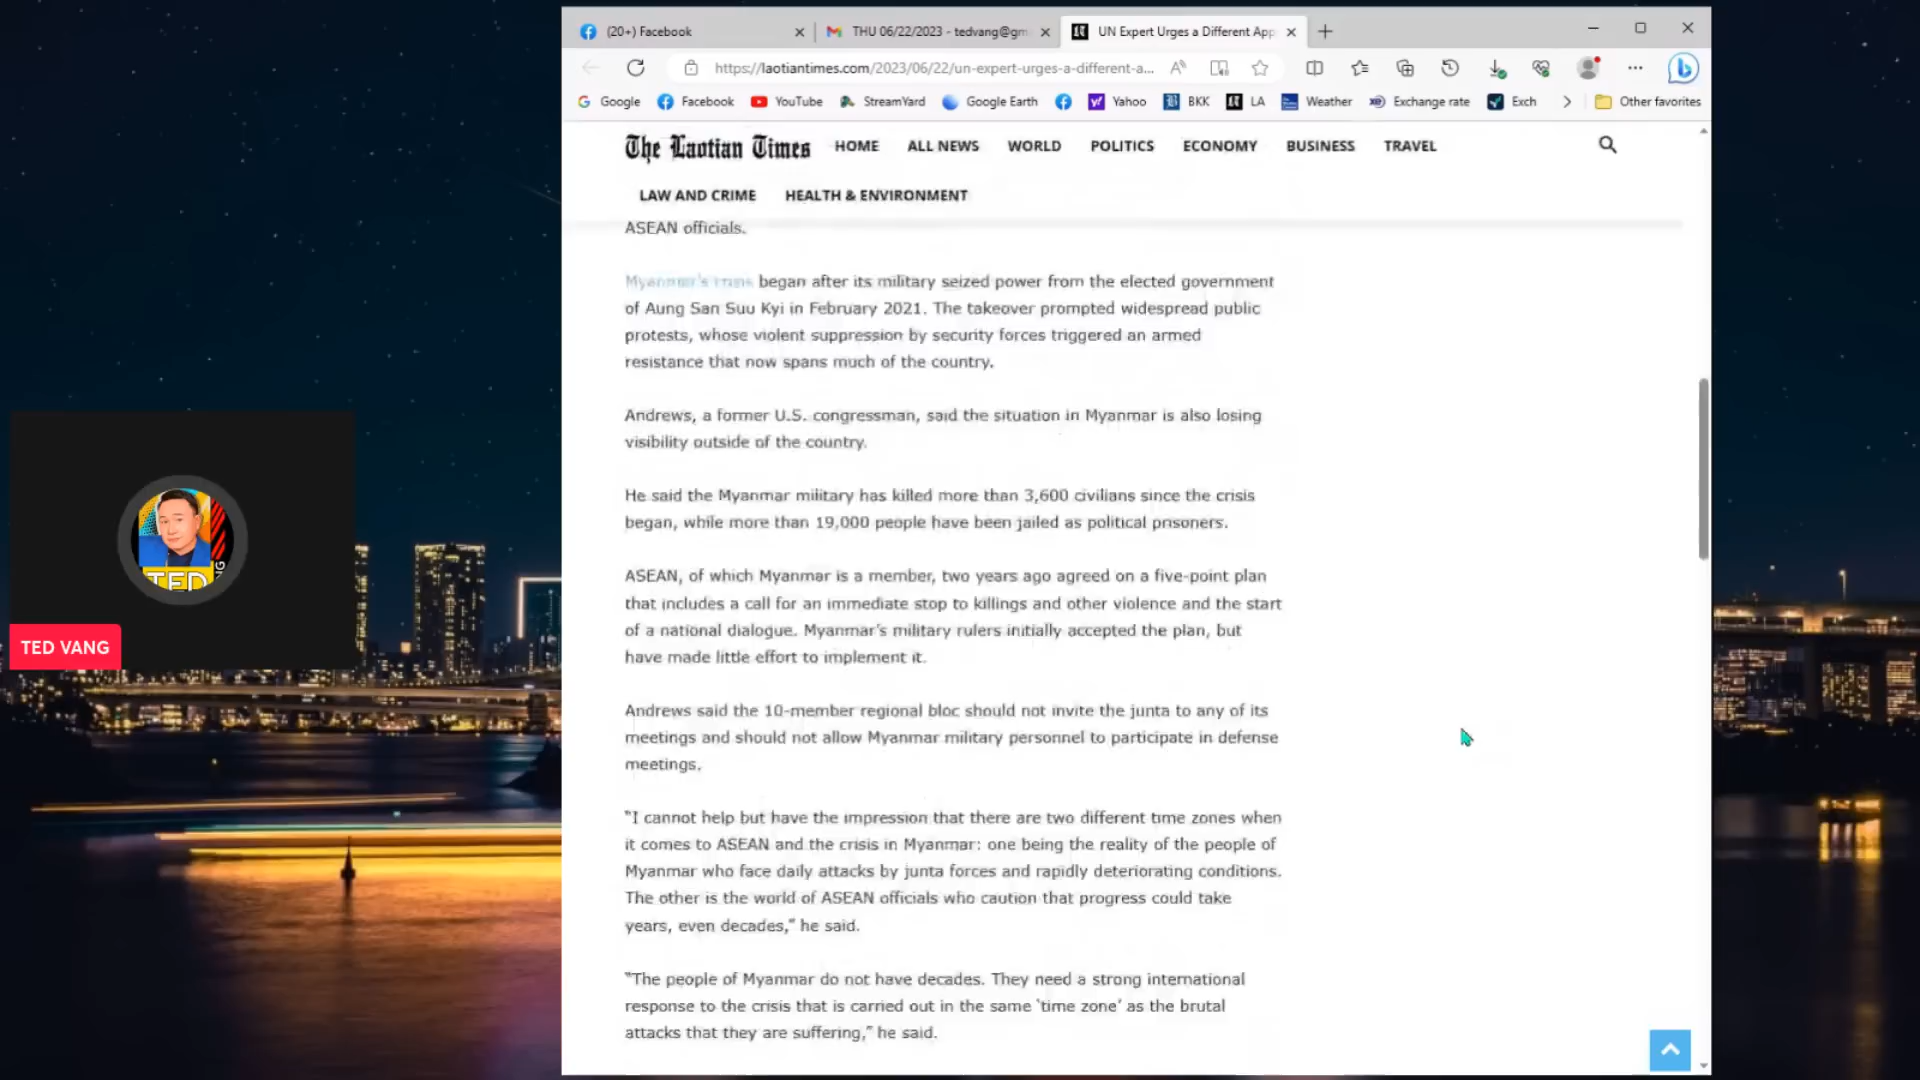 (20+) Facebook
THU 06/22/2023 - tedvang@gm
UN Expert Urges a Different App
https://laotiantimes.com/2023/06/22/un-expert-urges-a-different-a...
Google
Facebook
YouTube
StreamYard
Google Earth
Yahoo
BKK
LA
Weather
Exchange rate
Exch
Other favorites
The Laotian Times
HOME
ALL NEWS
WORLD
POLITICS
ECONOMY
BUSINESS
TRAVEL
LAW AND CRIME
HEALTH & ENVIRONMENT
ASEAN officials.
Myanmar's crisis began after its military seized power from the elected government
of Aung San Suu Kyi in February 2021. The takeover prompted widespread public
protests, whose violent suppression by security forces triggered an armed
resistance that now spans much of the country.
Andrews, a former U.S. congressman, said the situation in Myanmar is also losing
visibility outside of the country.
He said the Myanmar military has killed more than 3,600 civilians since the crisis
began, while more than 19,000 people have been jailed as political prisoners.
ASEAN, of which Myanmar is a member, two years ago agreed on a five-point plan
that includes a call for an immediate stop to killings and other violence and the start
of a national dialogue. Myanmar's military rulers initially accepted the plan, but
have made little effort to implement it.
Andrews said the 10-member regional bloc should not invite the junta to any of its
meetings and should not allow Myanmar military personnel to participate in defense
meetings.
"I cannot help but have the impression that there are two different time zones when
it comes to ASEAN and the crisis in Myanmar: one being the reality of the people of
Myanmar who face daily attacks by junta forces and rapidly deteriorating conditions.
The other is the world of ASEAN officials who caution that progress could take
years, even decades," he said.
"The people of Myanmar do not have decades. They need a strong international
response to the crisis that is carried out in the same 'time zone' as the brutal
attacks that they are suffering," he said.
TED
TED VANG